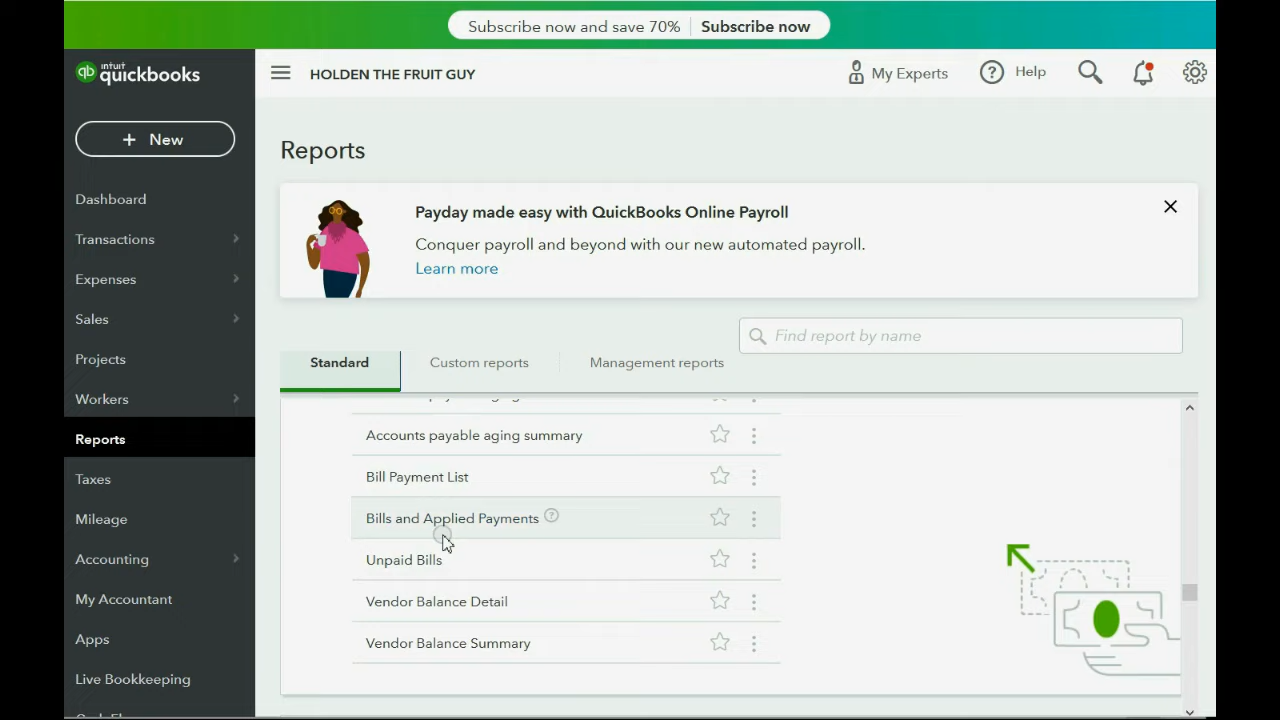 Subscribe now and save 70% Subscribe now
intuit
quickbooks
qb
HOLDEN THE FRUIT GUY
My Experts
? Help
+ New
Dashboard
Transactions
Expenses
Sales
Projects
Workers
Reports
Taxes
Mileage
Accounting
My Accountant
Apps
Live Bookkeeping
Reports
Payday made easy with QuickBooks Online Payroll
Conquer payroll and beyond with our new automated payroll.
Learn more
Find report by name
Standard
Custom reports
Management reports
Accounts payable aging summary
Bill Payment List
Bills and Applied Payments ?
Unpaid Bills
Vendor Balance Detail
Vendor Balance Summary